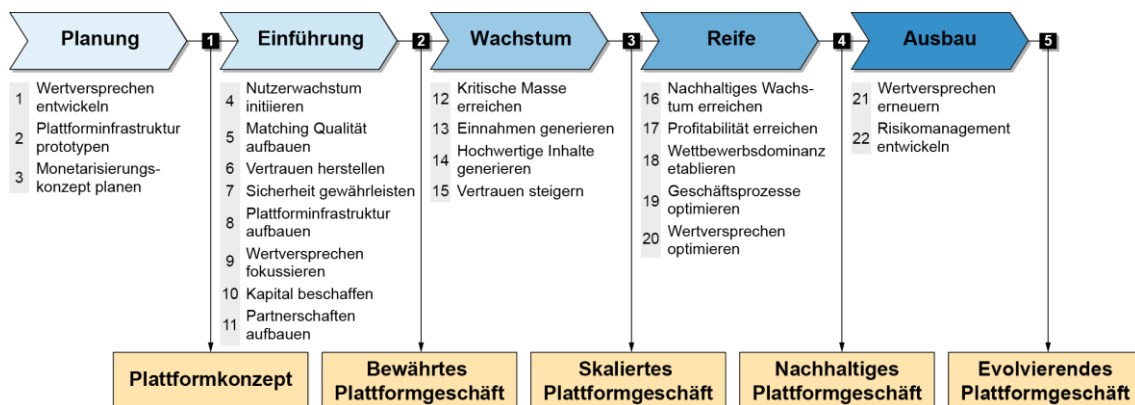 Planung
1
Einführung
2
Wachstum
3
Reife
4
Ausbau
5
1 Wertversprechen
entwickeln
2 Plattforminfrastruktur
prototypen
3 Monetarisierungs-
konzept planen
4 Nutzerwachstum
initiieren
5 Matching Qualität
aufbauen
6 Vertrauen herstellen
7 Sicherheit gewährleisten
8 Plattforminfrastruktur
aufbauen
9 Wertversprechen
fokussieren
10 Kapital beschaffen
11 Partnerschaften
aufbauen
12 Kritische Masse
erreichen
13 Einnahmen generieren
14 Hochwertige Inhalte
generieren
15 Vertrauen steigern
16 Nachhaltiges Wachs-
tum erreichen
17 Profitabilität erreichen
18 Wettbewerbsdominanz
etablieren
19 Geschäftsprozesse
optimieren
20 Wertversprechen
optimieren
21 Wertversprechen
erneuern
22 Risikomanagement
entwickeln
Plattformkonzept
Bewährtes
Plattformgeschäft
Skaliertes
Plattformgeschäft
Nachhaltiges
Plattformgeschäft
Evolvierendes
Plattformgeschäft